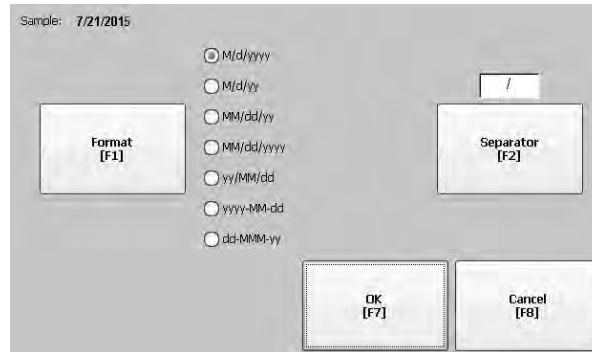 Sample: 7/21/2015
M/d/yyyy
M/d/yy
MM/dd/yy
MM/dd/yyyy
yy/MM/dd
yyyy-MM-dd
dd-MMM-yy
Format
[F1]
/
Separator
[F2]
OK
[F7]
Cancel
[F8]